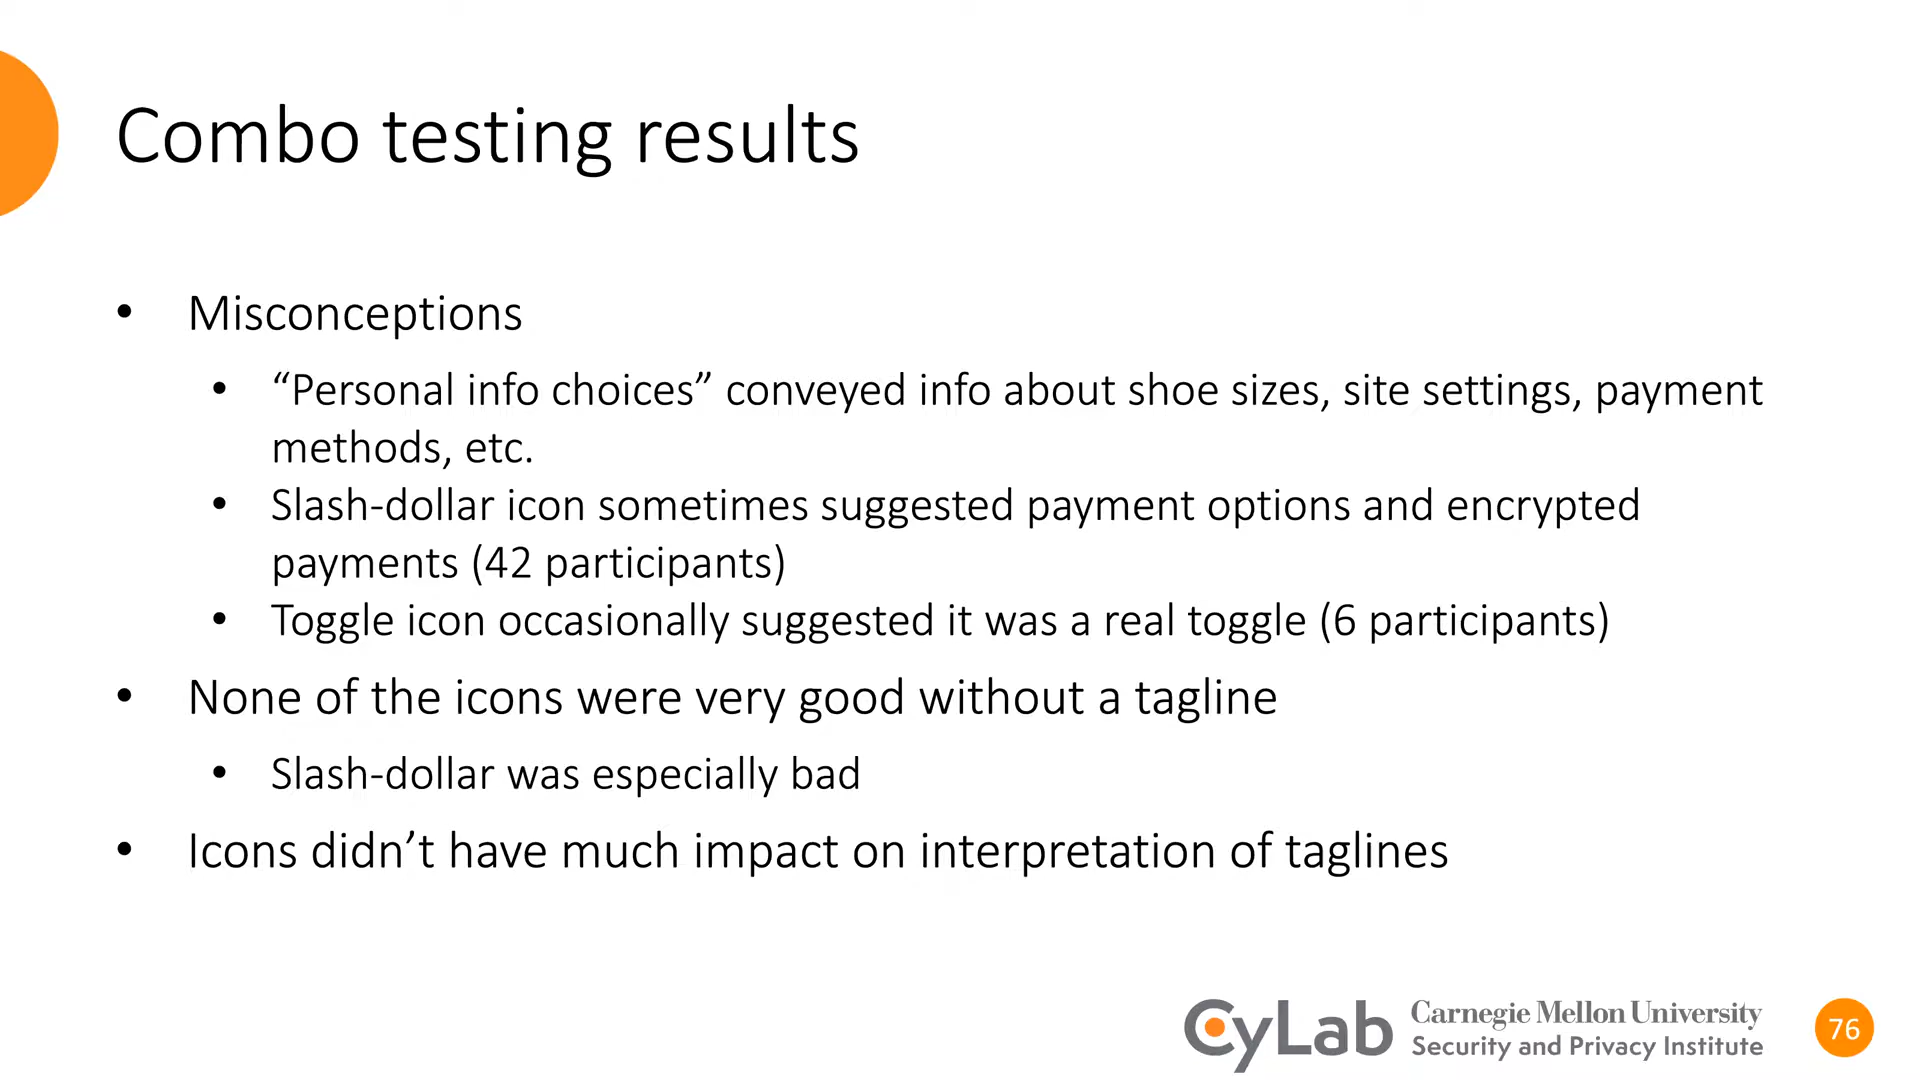 Combo testing results
• Misconceptions
• “Personal info choices” conveyed info about shoe sizes, site settings, payment
methods, etc.
• Slash-dollar icon sometimes suggested payment options and encrypted
payments (42 participants)
• Toggle icon occasionally suggested it was a real toggle (6 participants)
• None of the icons were very good without a tagline
• Slash-dollar was especially bad
• Icons didn’t have much impact on interpretation of taglines
CyLab
Carnegie Mellon University
Security and Privacy Institute
76